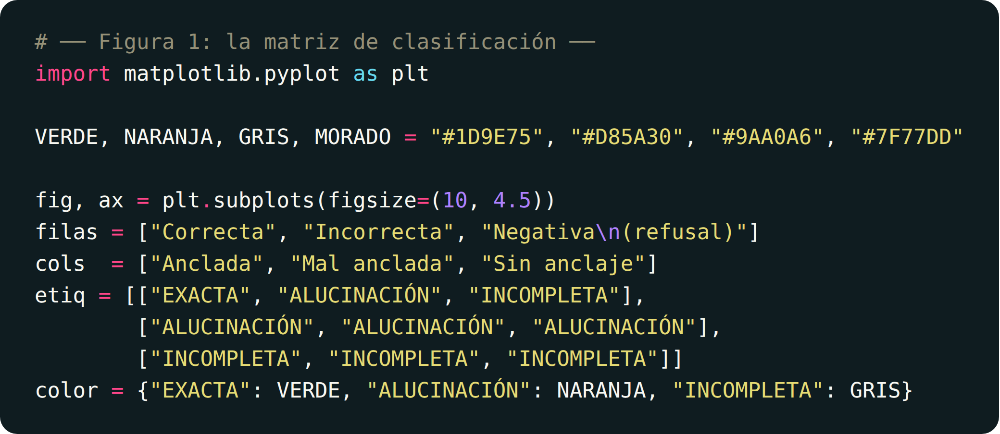 # ── Figura 1: la matriz de clasificación ──
import matplotlib.pyplot as plt

VERDE, NARANJA, GRIS, MORADO = "#1D9E75", "#D85A30", "#9AA0A6", "#7F77DD"

fig, ax = plt.subplots(figsize=(10, 4.5))
filas = ["Correcta", "Incorrecta", "Negativa\n(refusal)"]
cols  = ["Anclada", "Mal anclada", "Sin anclaje"]
etiq = [["EXACTA", "ALUCINACIÓN", "INCOMPLETA"],
        ["ALUCINACIÓN", "ALUCINACIÓN", "ALUCINACIÓN"],
        ["INCOMPLETA", "INCOMPLETA", "INCOMPLETA"]]
color = {"EXACTA": VERDE, "ALUCINACIÓN": NARANJA, "INCOMPLETA": GRIS}